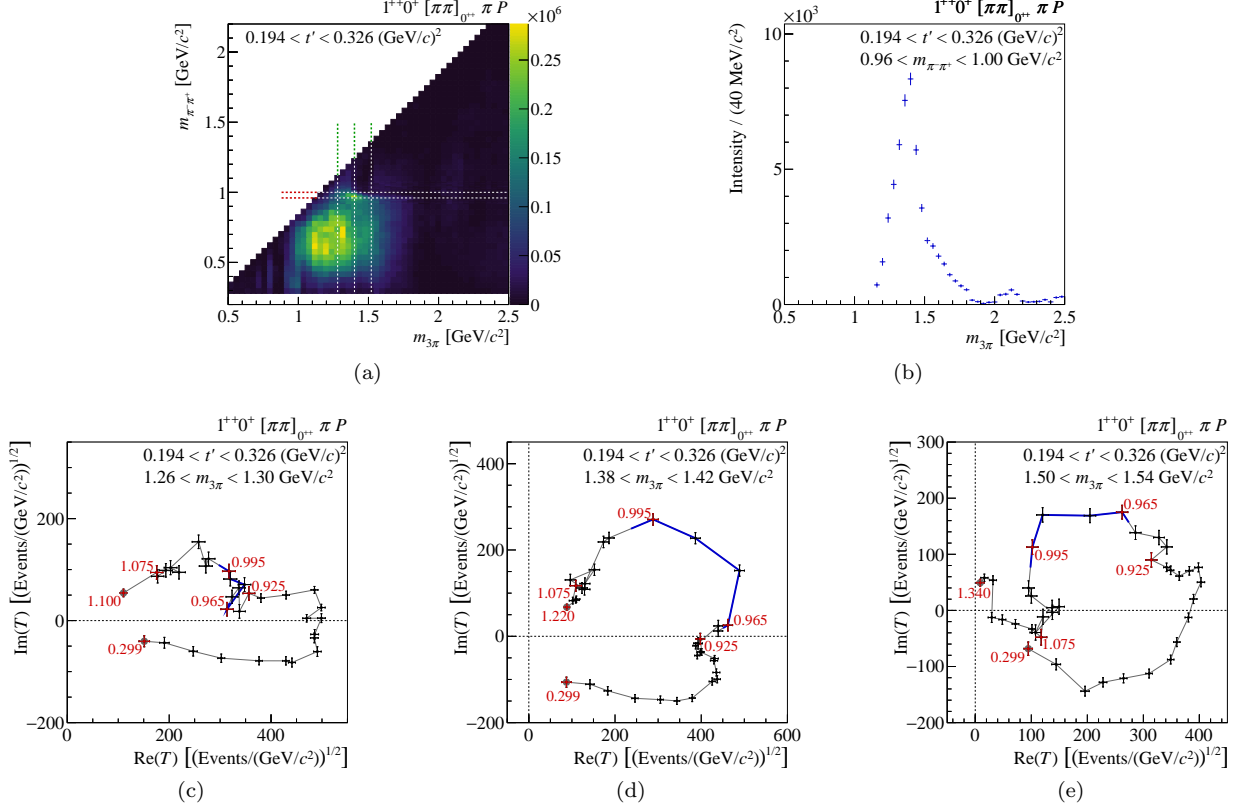 1⁺⁺0⁺ [ππ]₀₊₊ π P
×10⁶
0.194 < t′ < 0.326 (GeV/c)²
m_π⁻π⁺ [GeV/c²]
2
1.5
1
0.5
0.5 1 1.5 2 2.5
m_3π [GeV/c²]
0.25
0.2
0.15
0.1
0.05
0
(a)
1⁺⁺0⁺ [ππ]₀₊₊ π P
×10³
0.194 < t′ < 0.326 (GeV/c)²
0.96 < m_π⁻π⁺ < 1.00 GeV/c²
Intensity / (40 MeV/c²)
10
5
0
0.5 1 1.5 2 2.5
m_3π [GeV/c²]
(b)
1⁺⁺0⁺ [ππ]₀₊₊ π P
0.194 < t′ < 0.326 (GeV/c)²
1.26 < m_3π < 1.30 GeV/c²
Im(T) [(Events/(GeV/c²))^1/2]
200
0
−200
1.075
0.995
0.925
1.100
0.965
0.299
0 200 400
Re(T) [(Events/(GeV/c²))^1/2]
(c)
1⁺⁺0⁺ [ππ]₀₊₊ π P
0.194 < t′ < 0.326 (GeV/c)²
1.38 < m_3π < 1.42 GeV/c²
Im(T) [(Events/(GeV/c²))^1/2]
400
200
0
−200
0.995
1.075
1.220
0.965
0.925
0.299
0 200 400 600
Re(T) [(Events/(GeV/c²))^1/2]
(d)
1⁺⁺0⁺ [ππ]₀₊₊ π P
0.194 < t′ < 0.326 (GeV/c)²
1.50 < m_3π < 1.54 GeV/c²
Im(T) [(Events/(GeV/c²))^1/2]
300
200
100
0
−100
−200
0.965
0.995
0.925
1.340
1.075
0.299
0 100 200 300 400
Re(T) [(Events/(GeV/c²))^1/2]
(e)